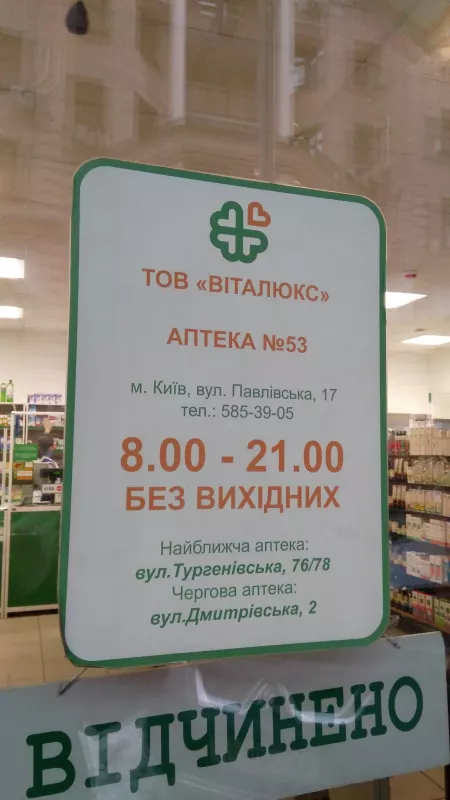 ТОВ «ВІТАЛЮКС»
АПТЕКА №53
м. Київ, вул. Павлівська, 17
тел.: 585-39-05
8.00 - 21.00
БЕЗ ВИХІДНИХ
Найближча аптека:
вул.Тургенівська, 76/78
Чергова аптека:
вул.Дмитрівська, 2
ВІДЧИНЕНО